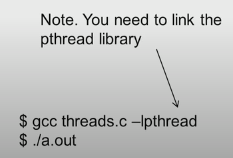 Note. You need to link the
pthread library
$ gcc threads.c –lpthread
$ ./a.out